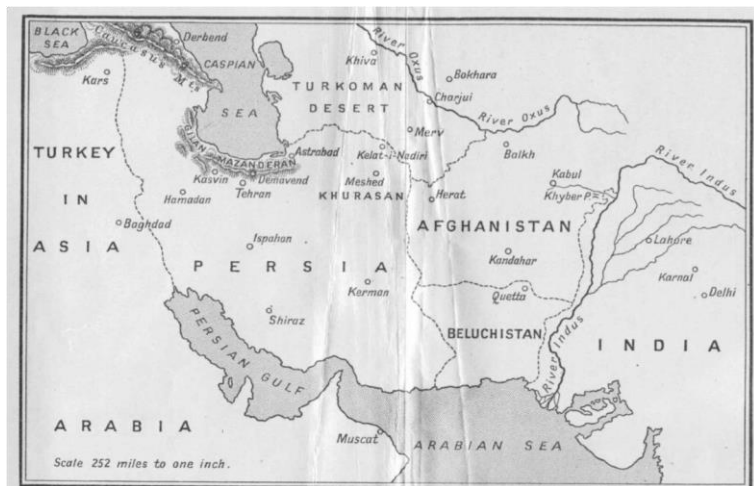 BLACK
SEA
Caucasus Mts
Derbend
CASPIAN
SEA
Kars
Khiva
River Oxus
Bokhara
Charjui
River Oxus
TURKOMAN
DESERT
Merv
TURKEY
IN
ASIA
GILAN
MAZANDERAN
Astrabad
Kelat-i-Nadiri
Balkh
Kasvin
Tehran
Demavend
Meshed
KHURASAN
Herat
Kabul
Khyber P.
River Indus
Hamadan
AFGHANISTAN
Baghdad
Ispahan
Lahore
PERSIA
Kandahar
Karnal
Kerman
Quetta
Delhi
Shiraz
BELUCHISTAN
River Indus
INDIA
PERSIAN GULF
ARABIA
Muscat
ARABIAN SEA
Scale 252 miles to one inch.